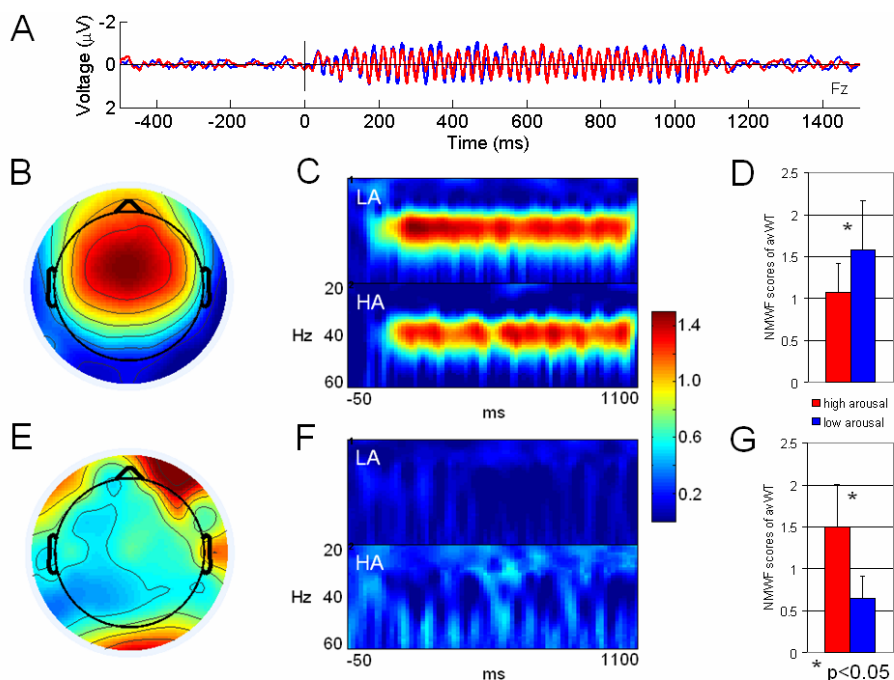 A
Voltage (µV)
-2
0
2
Fz
-400 -200 0 200 400 600 800 1000 1200 1400
Time (ms)
B
C
LA
HA
20
Hz 40
60
-50 1100
ms
1.4
1.0
0.6
0.2
D
NMWF scores of avWT
2.5
2
1.5
1
0.5
0
*
high arousal
low arousal
E
F
LA
HA
20
Hz 40
60
-50 1100
ms
G
NMWF scores of avWT
2.5
2
1.5
1
0.5
0
*
* p<0.05